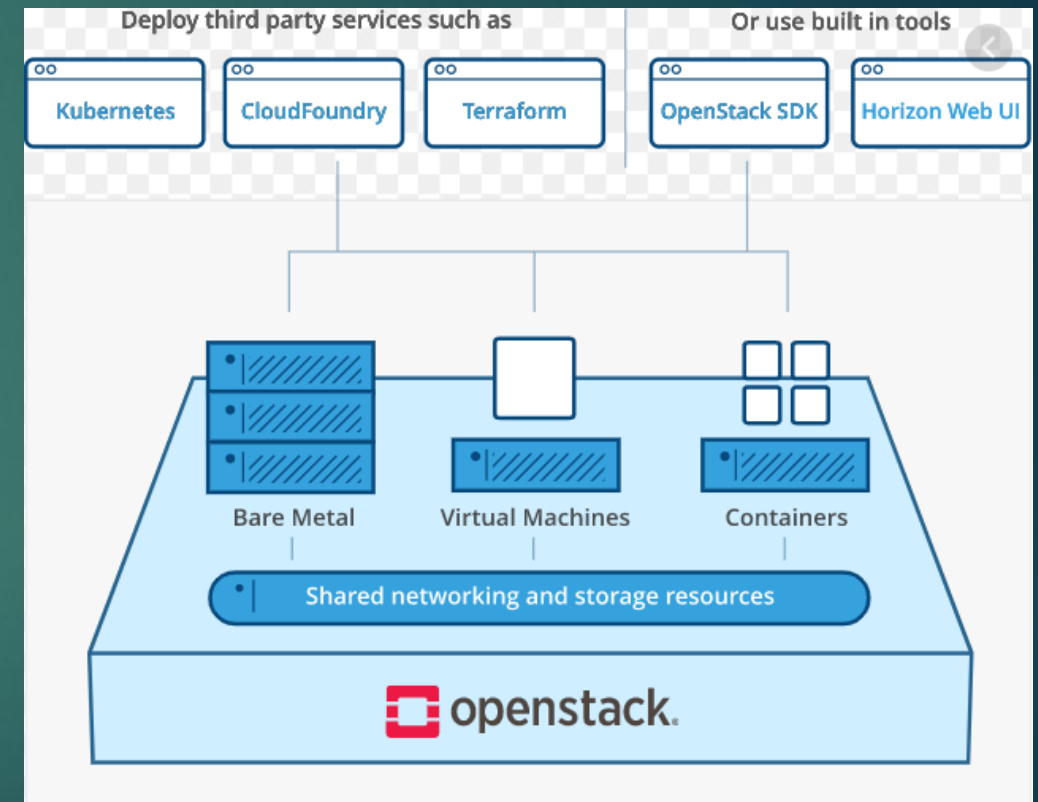 Deploy third party services such as
Or use built in tools
Kubernetes
CloudFoundry
Terraform
OpenStack SDK
Horizon Web UI
Bare Metal
Virtual Machines
Containers
Shared networking and storage resources
openstack.